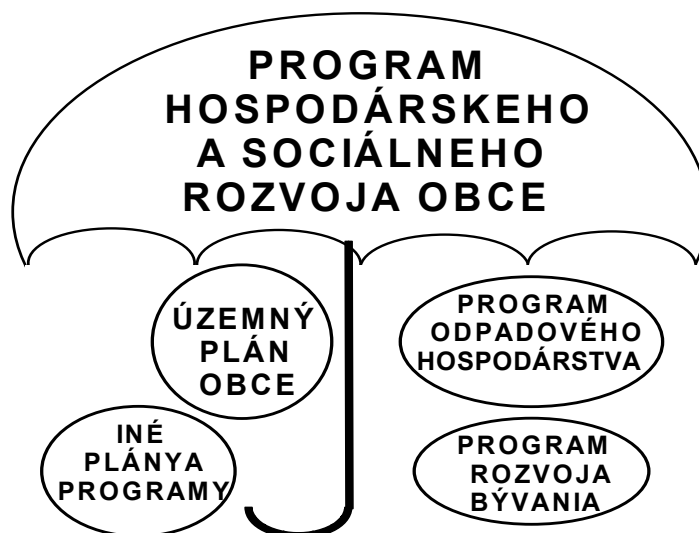 PROGRAM
HOSPODÁRSKEHO
A SOCIÁLNEHO
ROZVOJA OBCE
ÚZEMNÝ
PLÁN
OBCE
PROGRAM
ODPADOVÉHO
HOSPODÁRSTVA
INÉ
PLÁNYA
PROGRAMY
PROGRAM
ROZVOJA
BÝVANIA